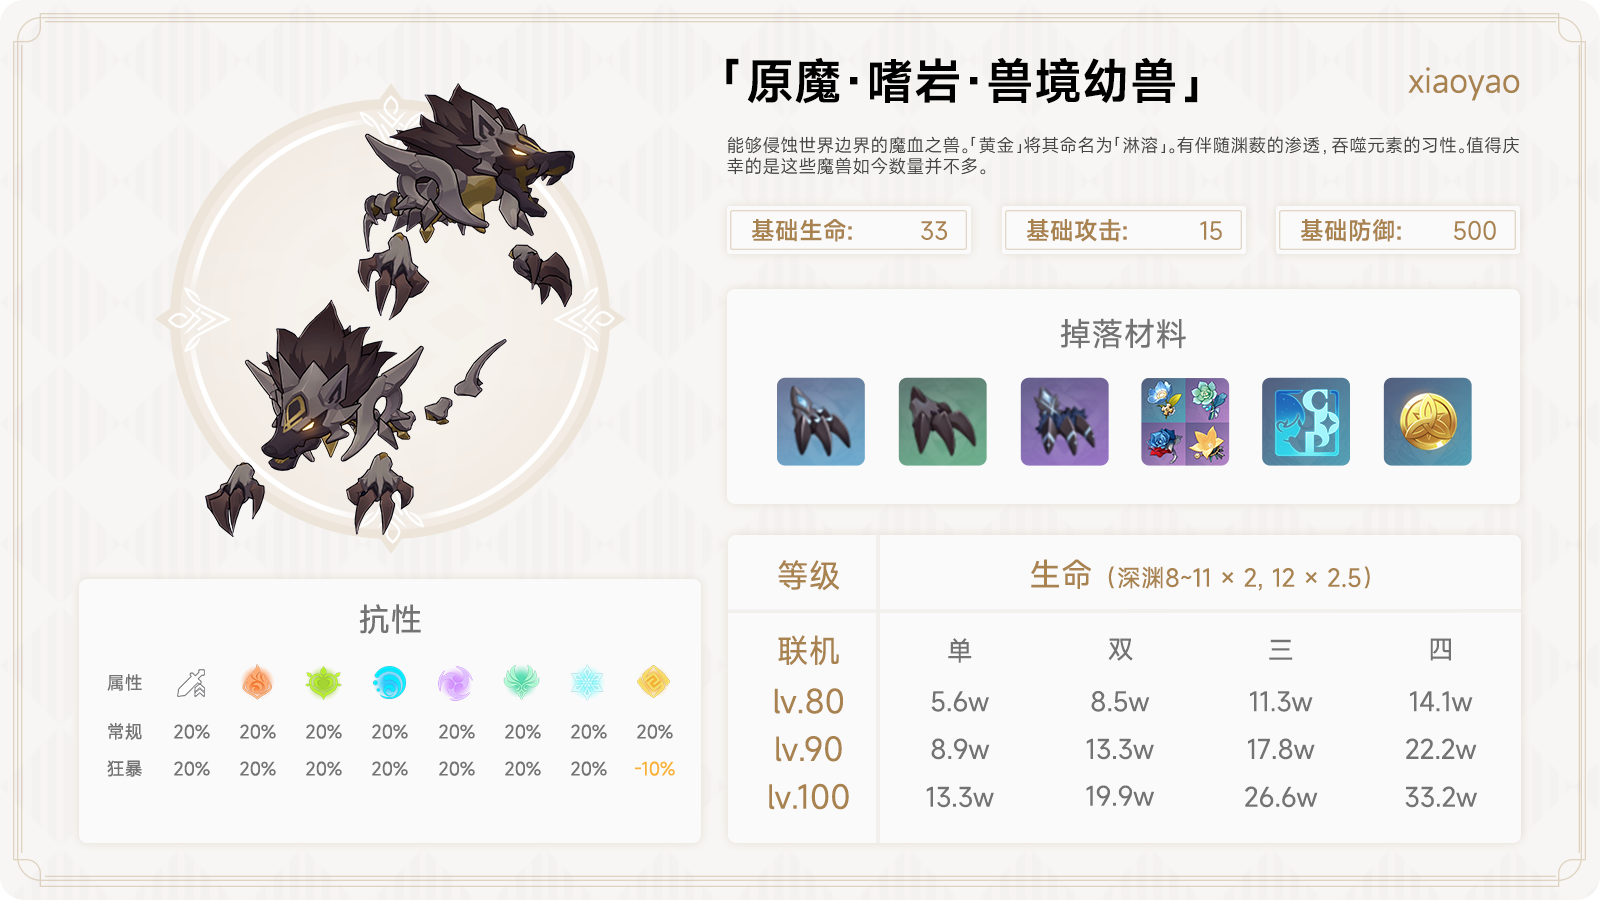 「原魔·嗜岩·兽境幼兽」
xiaoyao
能够侵蚀世界边界的魔血之兽。「黄金」将其命名为「淋溶」。有伴随渊薮的渗透,吞噬元素的习性。值得庆
幸的是这些魔兽如今数量并不多。
基础生命: 33
基础攻击: 15
基础防御: 500
掉落材料
抗性
属性
常规 20% 20% 20% 20% 20% 20% 20% 20%
狂暴 20% 20% 20% 20% 20% 20% 20% -10%
等级 生命(深渊8~11 × 2, 12 × 2.5)
联机 单 双 三 四
lv.80 5.6w 8.5w 11.3w 14.1w
lv.90 8.9w 13.3w 17.8w 22.2w
lv.100 13.3w 19.9w 26.6w 33.2w